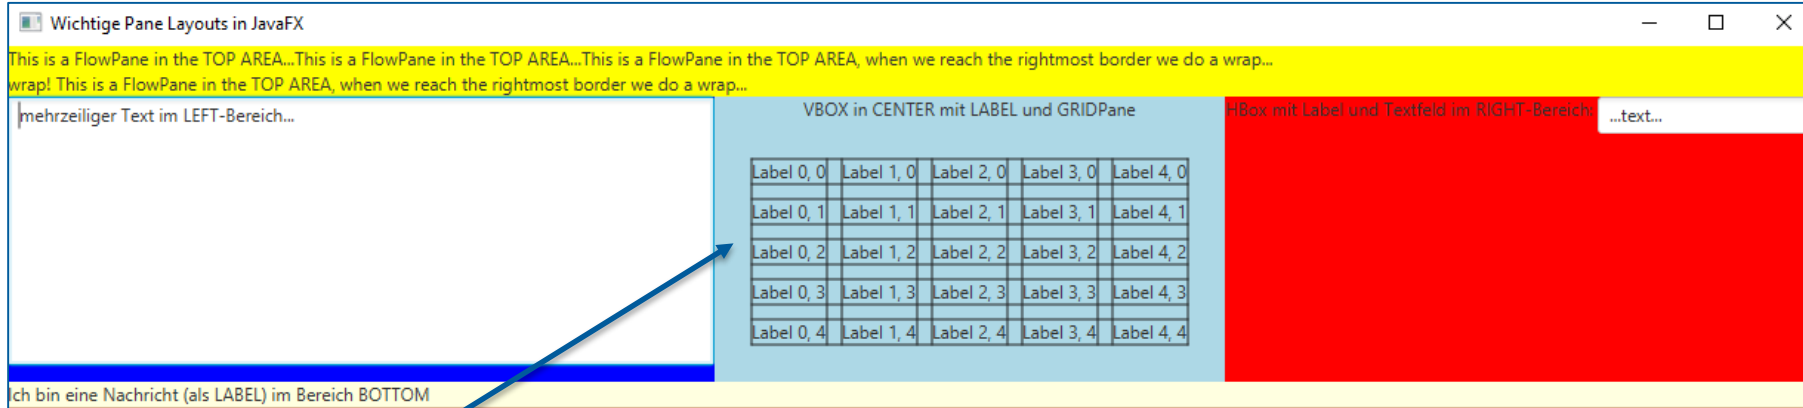 Wichtige Pane Layouts in JavaFX
This is a FlowPane in the TOP AREA...This is a FlowPane in the TOP AREA...This is a FlowPane in the TOP AREA, when we reach the rightmost border we do a wrap...
wrap! This is a FlowPane in the TOP AREA, when we reach the rightmost border we do a wrap...
mehrzeiliger Text im LEFT-Bereich...
VBOX in CENTER mit LABEL und GRIDPane
Label 0, 0 Label 1, 0 Label 2, 0 Label 3, 0 Label 4, 0
Label 0, 1 Label 1, 1 Label 2, 1 Label 3, 1 Label 4, 1
Label 0, 2 Label 1, 2 Label 2, 2 Label 3, 2 Label 4, 2
Label 0, 3 Label 1, 3 Label 2, 3 Label 3, 3 Label 4, 3
Label 0, 4 Label 1, 4 Label 2, 4 Label 3, 4 Label 4, 4
HBox mit Label und Textfeld im RIGHT-Bereich: ...text...
Ich bin eine Nachricht (als LABEL) im Bereich BOTTOM